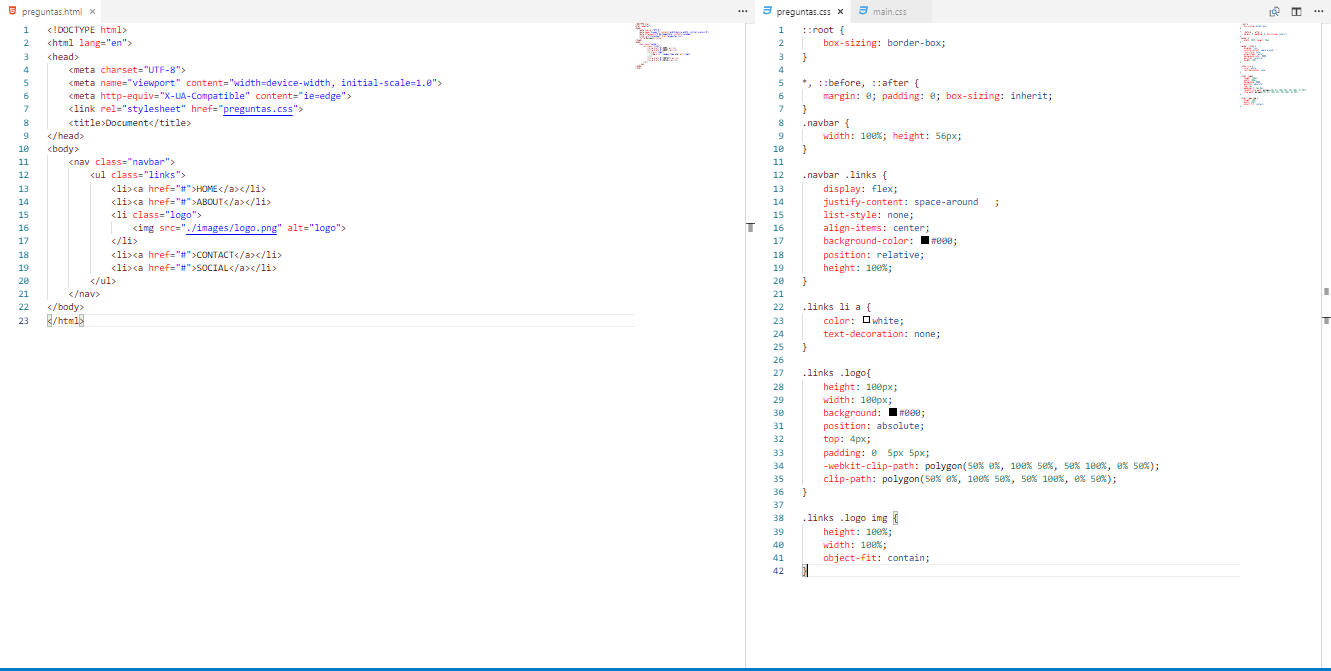 preguntas.html ×
1 <!DOCTYPE html>
2 <html lang="en">
3 <head>
4 <meta charset="UTF-8">
5 <meta name="viewport" content="width=device-width, initial-scale=1.0">
6 <meta http-equiv="X-UA-Compatible" content="ie=edge">
7 <link rel="stylesheet" href="preguntas.css">
8 <title>Document</title>
9 </head>
10 <body>
11 <nav class="navbar">
12 <ul class="links">
13 <li><a href="#">HOME</a></li>
14 <li><a href="#">ABOUT</a></li>
15 <li class="logo">
16 <img src="./images/logo.png" alt="logo">
17 </li>
18 <li><a href="#">CONTACT</a></li>
19 <li><a href="#">SOCIAL</a></li>
20 </ul>
21 </nav>
22 </body>
23 </html>
preguntas.css × main.css
1 ::root {
2 box-sizing: border-box;
3 }
4
5 *, ::before, ::after {
6 margin: 0; padding: 0; box-sizing: inherit;
7 }
8 .navbar {
9 width: 100%; height: 56px;
10 }
11
12 .navbar .links {
13 display: flex;
14 justify-content: space-around ;
15 list-style: none;
16 align-items: center;
17 background-color: #000;
18 position: relative;
19 height: 100%;
20 }
21
22 .links li a {
23 color: white;
24 text-decoration: none;
25 }
26
27 .links .logo{
28 height: 100px;
29 width: 100px;
30 background: #000;
31 position: absolute;
32 top: 4px;
33 padding: 0 5px 5px;
34 -webkit-clip-path: polygon(50% 0%, 100% 50%, 50% 100%, 0% 50%);
35 clip-path: polygon(50% 0%, 100% 50%, 50% 100%, 0% 50%);
36 }
37
38 .links .logo img {
39 height: 100%;
40 width: 100%;
41 object-fit: contain;
42 }